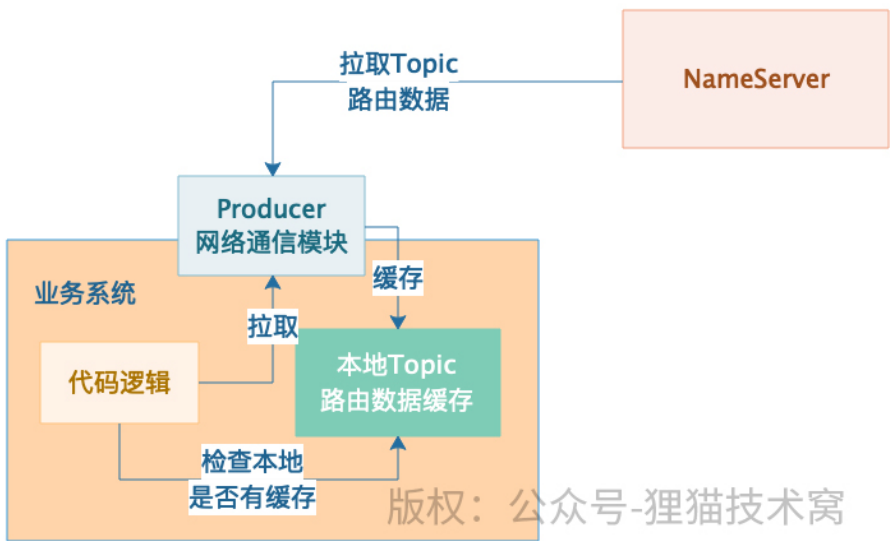 拉取Topic
路由数据
NameServer
Producer
网络通信模块
缓存
业务系统
拉取
本地Topic
路由数据缓存
代码逻辑
检查本地
是否有缓存
版权：公众号-狸猫技术窝